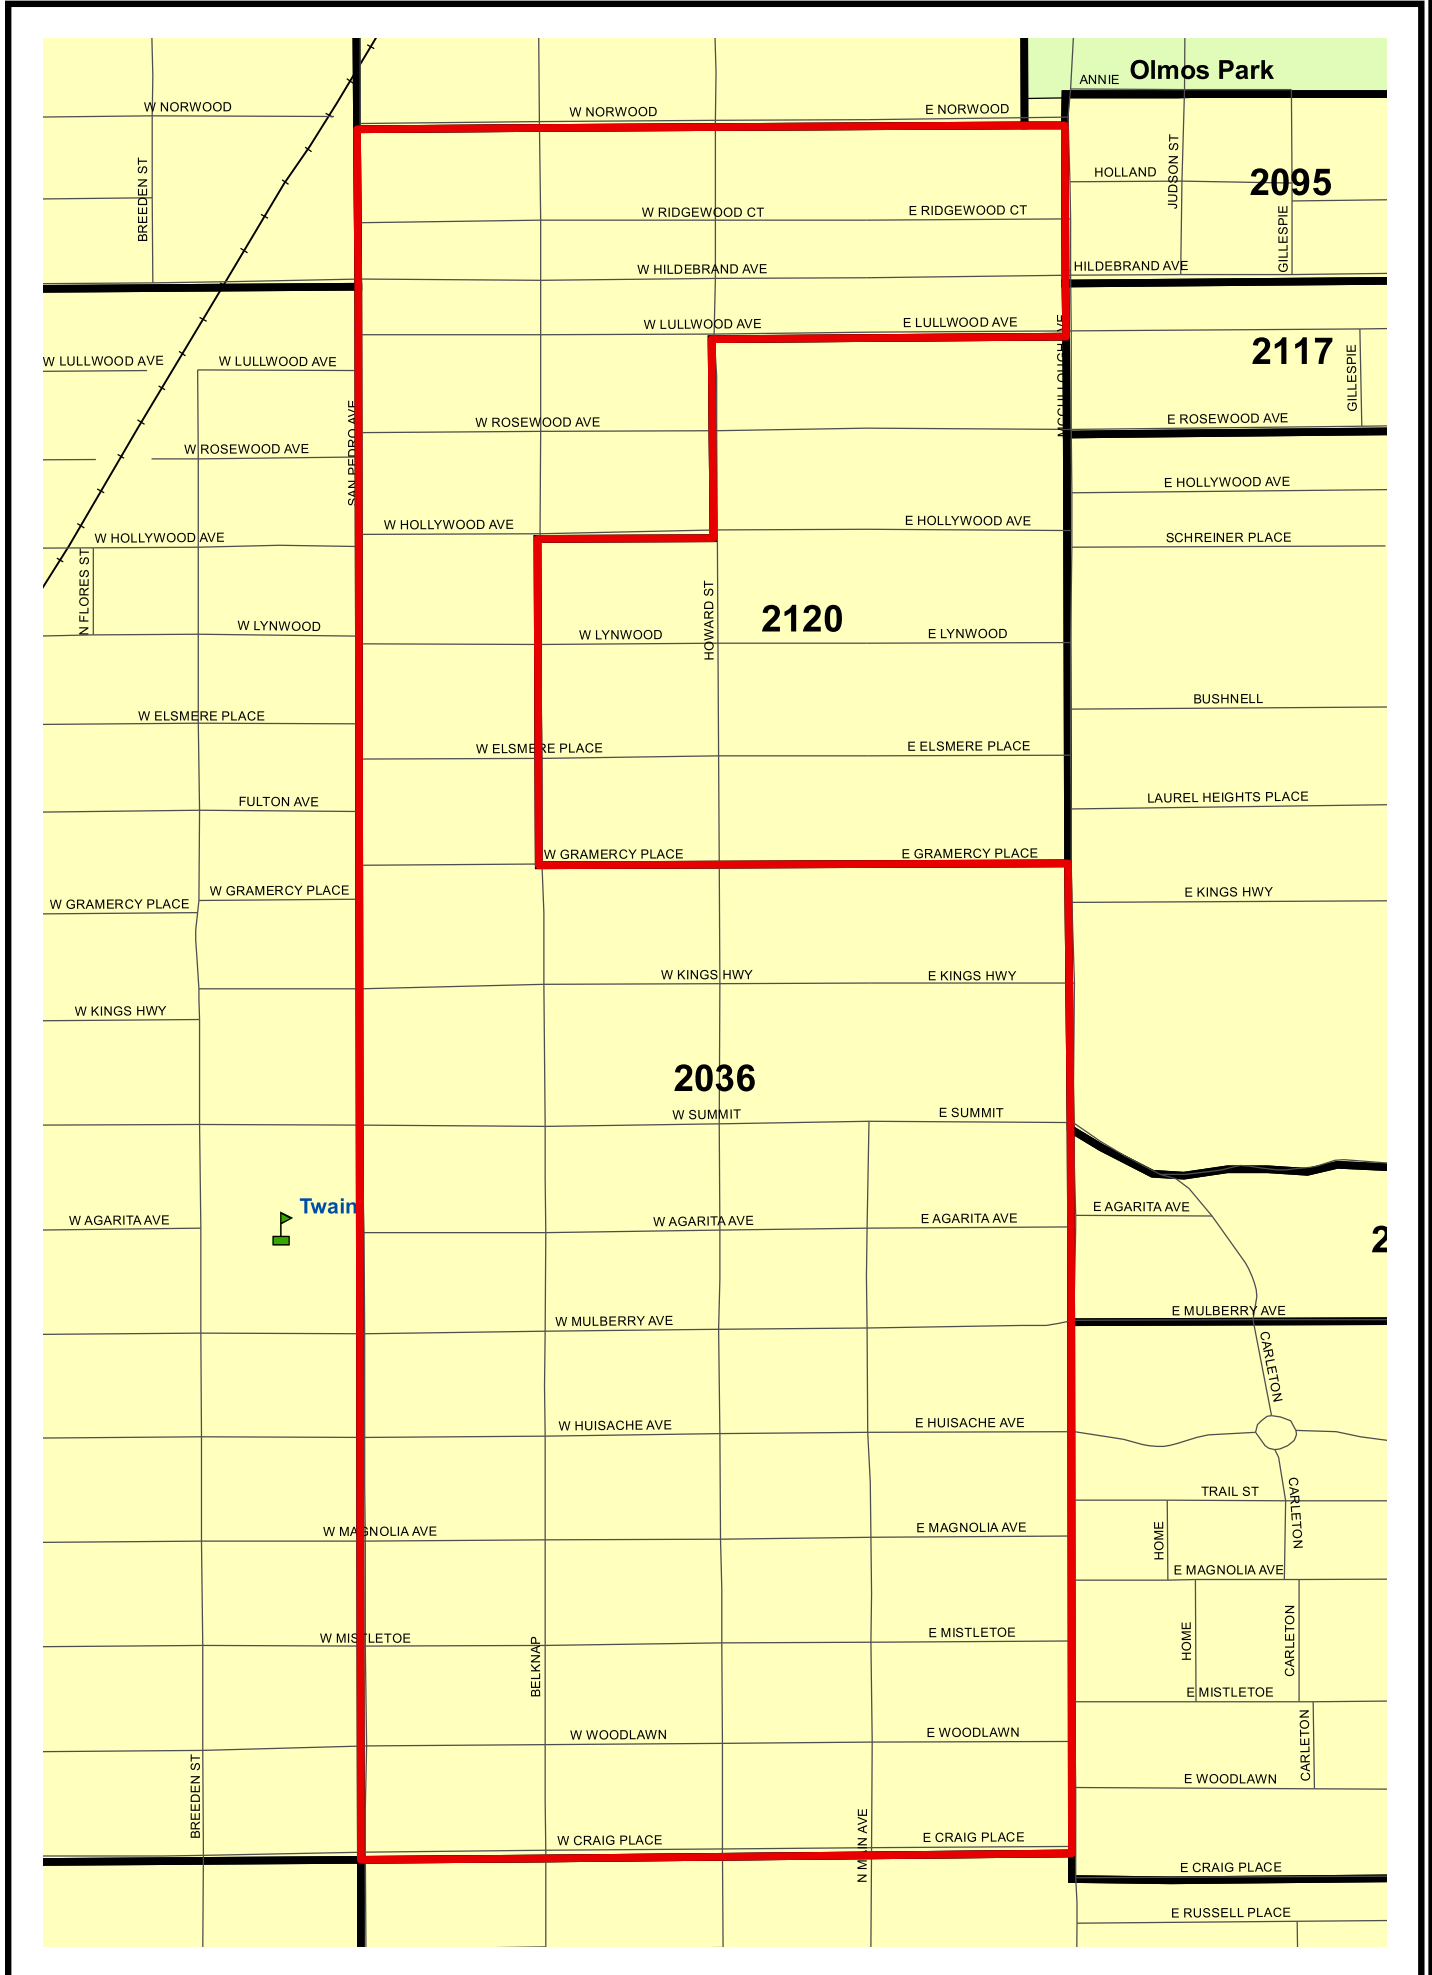 Olmos Park
ANNIE
W NORWOOD
W NORWOOD
E NORWOOD
BREEDEN ST
HOLLAND
JUDSON ST
2095
GILLESPIE
W RIDGEWOOD CT
E RIDGEWOOD CT
W HILDEBRAND AVE
HILDEBRAND AVE
W LULLWOOD AVE
E LULLWOOD AVE
MCCULLOUGH AVE
2117
GILLESPIE
W LULLWOOD AVE
W LULLWOOD AVE
SAN PEDRO AVE
W ROSEWOOD AVE
E ROSEWOOD AVE
W ROSEWOOD AVE
E HOLLYWOOD AVE
W HOLLYWOOD AVE
E HOLLYWOOD AVE
W HOLLYWOOD AVE
SCHREINER PLACE
N FLORES ST
HOWARD ST
2120
W LYNWOOD
W LYNWOOD
E LYNWOOD
BUSHNELL
W ELSMERE PLACE
W ELSMERE PLACE
E ELSMERE PLACE
FULTON AVE
LAUREL HEIGHTS PLACE
W GRAMERCY PLACE
E GRAMERCY PLACE
W GRAMERCY PLACE
E KINGS HWY
W GRAMERCY PLACE
W KINGS HWY
E KINGS HWY
W KINGS HWY
2036
W SUMMIT
E SUMMIT
Twain
E AGARITA AVE
W AGARITA AVE
W AGARITA AVE
E AGARITA AVE
2
W MULBERRY AVE
E MULBERRY AVE
CARLETON
W HUISACHE AVE
E HUISACHE AVE
TRAIL ST
CARLETON
W MAGNOLIA AVE
E MAGNOLIA AVE
HOME
E MAGNOLIA AVE
W MISTLETOE
E MISTLETOE
HOME
CARLETON
BELKNAP
E MISTLETOE
W WOODLAWN
E WOODLAWN
CARLETON
E WOODLAWN
BREEDEN ST
W CRAIG PLACE
N MAIN AVE
E CRAIG PLACE
E CRAIG PLACE
E RUSSELL PLACE